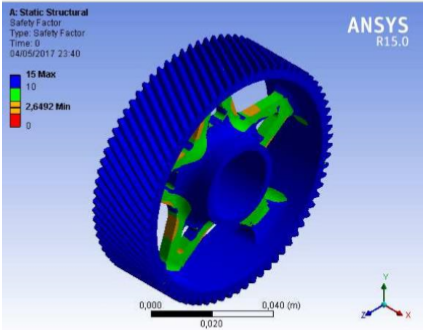 A: Static Structural
Safety Factor
Type: Safety Factor
Time: 0
04/05/2017 23:40
15 Max
10
2,6492 Min
0
ANSYS
R15.0
0,000
0,040 (m)
0,020
Y
Z
X